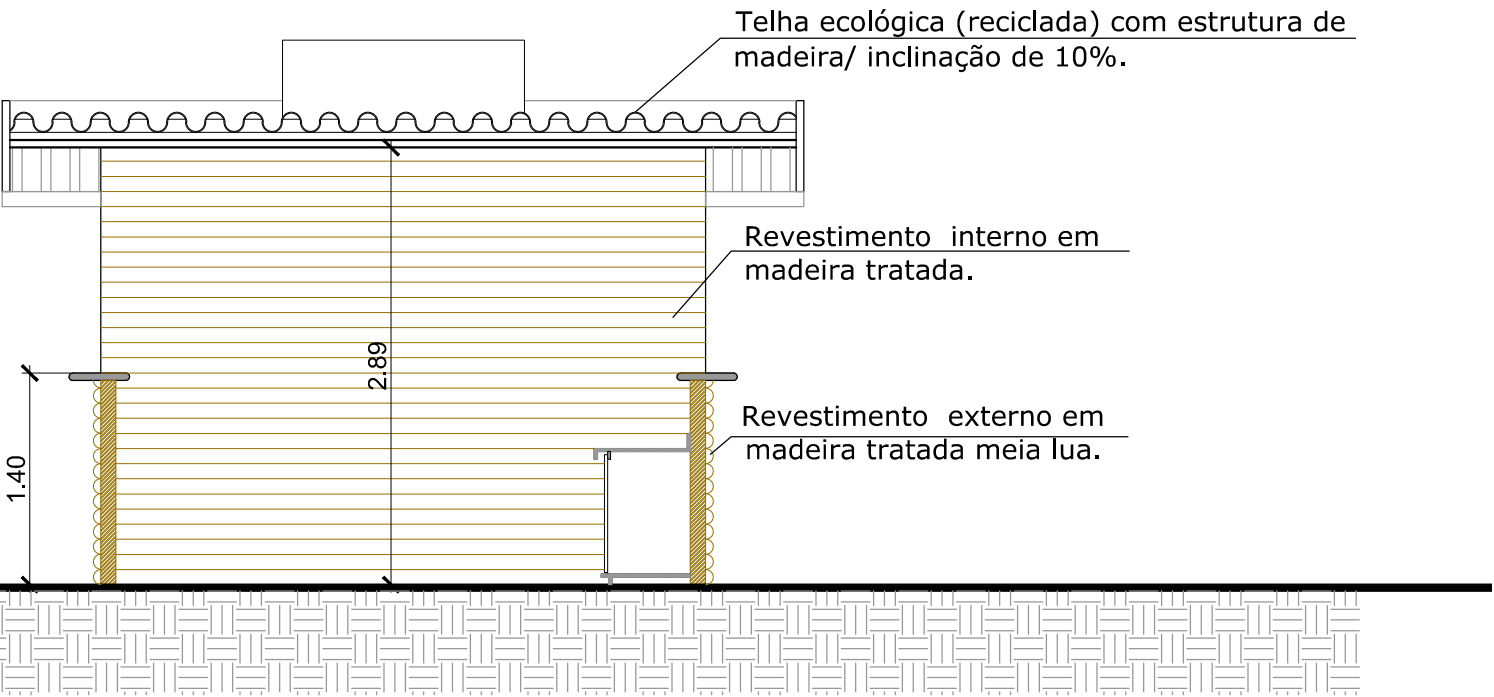 Telha ecológica (reciclada) com estrutura de
madeira/ inclinação de 10%.
Revestimento  interno em
madeira tratada.
2.89
Revestimento  externo em
madeira tratada meia lua.
1.40